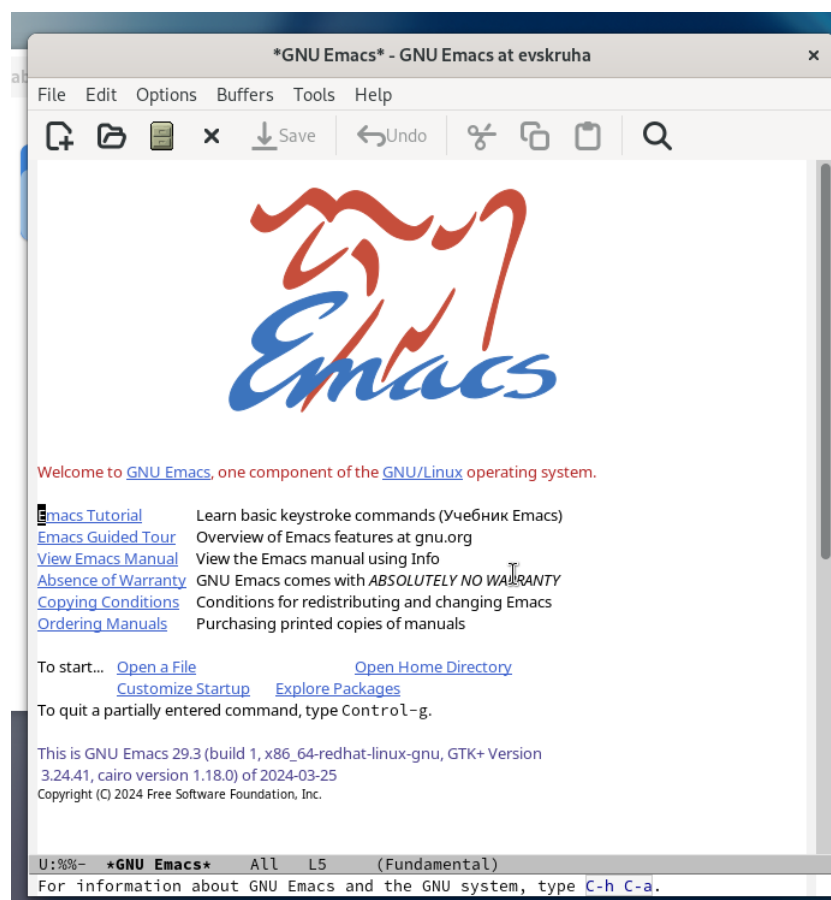 *GNU Emacs* - GNU Emacs at evskruha ×
File Edit Options Buffers Tools Help
Save Undo
Emacs
Welcome to GNU Emacs, one component of the GNU/Linux operating system.
Emacs Tutorial Learn basic keystroke commands (Учебник Emacs)
Emacs Guided Tour Overview of Emacs features at gnu.org
View Emacs Manual View the Emacs manual using Info
Absence of Warranty GNU Emacs comes with ABSOLUTELY NO WARRANTY
Copying Conditions Conditions for redistributing and changing Emacs
Ordering Manuals Purchasing printed copies of manuals
To start... Open a File Open Home Directory
Customize Startup Explore Packages
To quit a partially entered command, type Control-g.
This is GNU Emacs 29.3 (build 1, x86_64-redhat-linux-gnu, GTK+ Version
3.24.41, cairo version 1.18.0) of 2024-03-25
Copyright (C) 2024 Free Software Foundation, Inc.
U:%%- *GNU Emacs* All L5 (Fundamental)
For information about GNU Emacs and the GNU system, type C-h C-a.